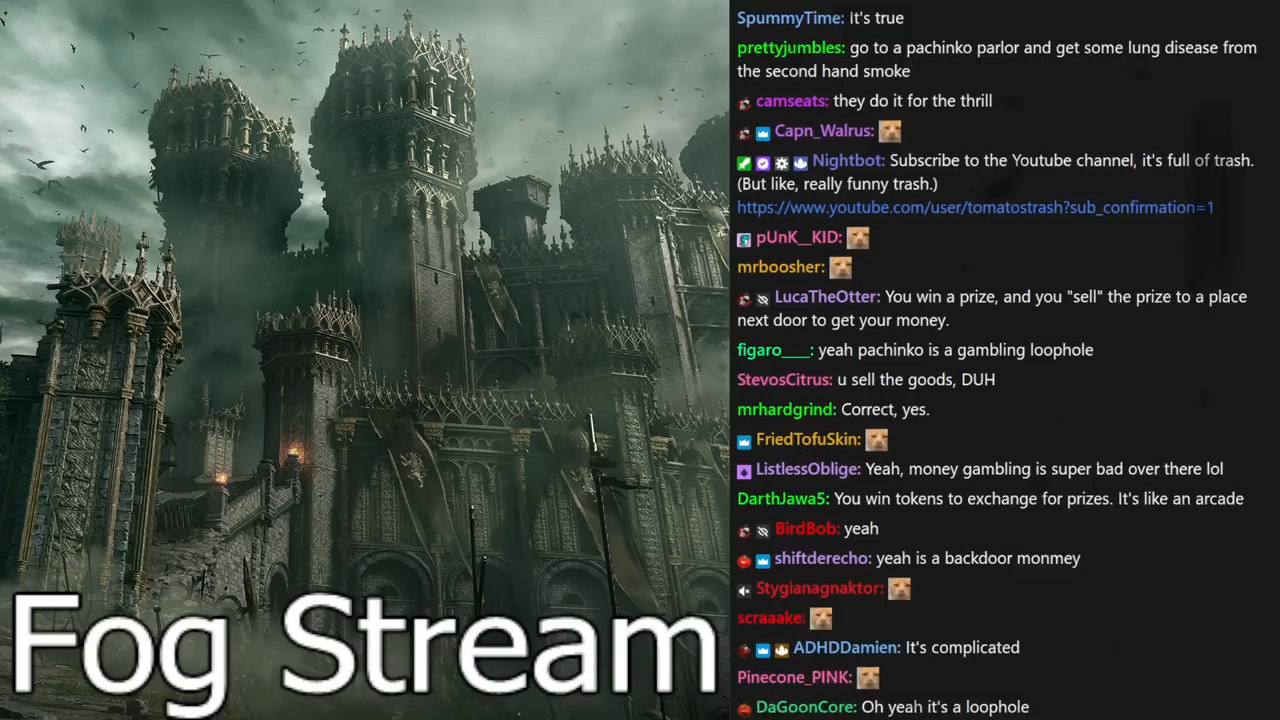 SpummyTime: It's true
prettyjumbles: go to a pachinko parlor and get some lung disease from
the second hand smoke
camseats: they do it for the thrill
Capn_Walrus:
Nightbot: Subscribe to the Youtube channel, it's full of trash.
(But like, really funny trash.)
https://www.youtube.com/user/tomatostrash?sub_confirmation=1
pUnK__KID:
mrboosher:
LucaTheOtter: You win a prize, and you "sell" the prize to a place
next door to get your money.
figaro____: yeah pachinko is a gambling loophole
StevosCitrus: u sell the goods, DUH
mrhardgrind: Correct, yes.
FriedTofuSkin:
ListlessOblige: Yeah, money gambling is super bad over there lol
DarthJawa5: You win tokens to exchange for prizes. It's like an arcade
BirdBob: yeah
shiftderecho: yeah is a backdoor monmey
Stygianagnaktor:
scraaake:
ADHDDamien: It's complicated
Pinecone_PINK:
DaGoonCore: Oh yeah it's a loophole
Fog Stream